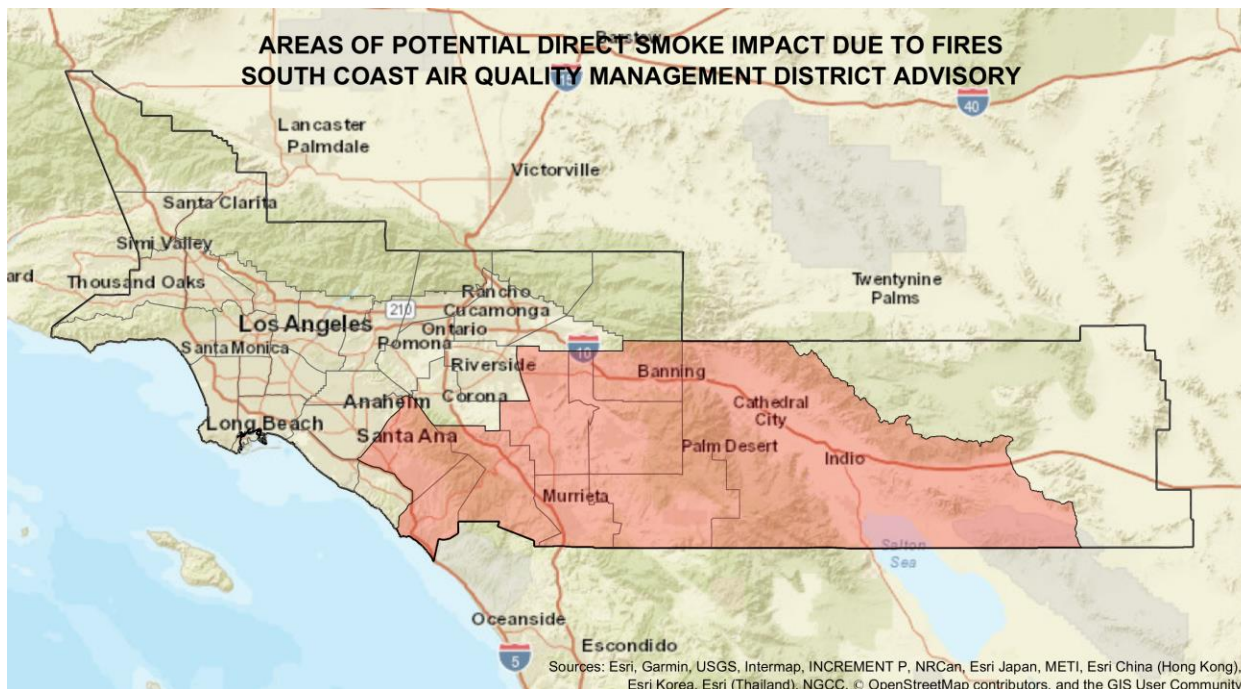 AREAS OF POTENTIAL DIRECT SMOKE IMPACT DUE TO FIRES
Barstow
SOUTH COAST AIR QUALITY MANAGEMENT DISTRICT ADVISORY
15
40
Lancaster
Palmdale
Victorville
Santa Clarita
Simi Valley
ard
Thousand Oaks
Twentynine
Palms
Rancho
Cucamonga
210
Los Angeles
Ontario
Pomona
Santa Monica
10
Riverside
Banning
Corona
Anaheim
Cathedral
City
Long Beach
Santa Ana
Palm Desert
Indio
Murrieta
Salton
Sea
Oceanside
Escondido
5
Sources: Esri, Garmin, USGS, Intermap, INCREMENT P, NRCan, Esri Japan, METI, Esri China (Hong Kong),
Esri Korea, Esri (Thailand), NGCC, © OpenStreetMap contributors, and the GIS User Community